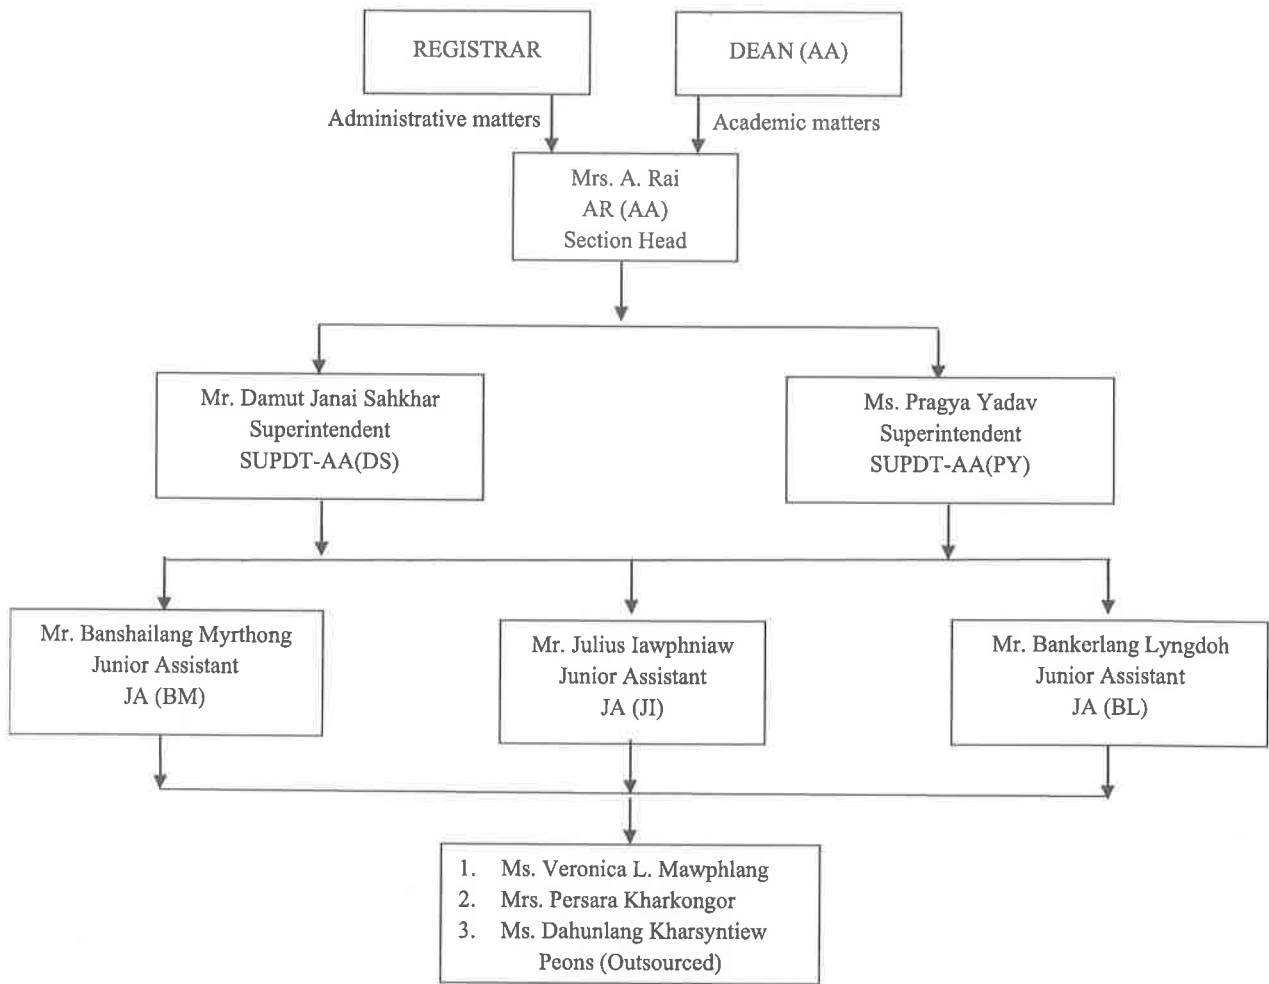 REGISTRAR
DEAN (AA)
Administrative matters
Academic matters
Mrs. A. Rai
AR (AA)
Section Head
Mr. Damut Janai Sahkhar
Superintendent
SUPDT-AA(DS)
Ms. Pragya Yadav
Superintendent
SUPDT-AA(PY)
Mr. Banshailang Myrthong
Junior Assistant
JA (BM)
Mr. Julius Iawphniaw
Junior Assistant
JA (JI)
Mr. Bankerlang Lyngdoh
Junior Assistant
JA (BL)
1. Ms. Veronica L. Mawphlang
2. Mrs. Persara Kharkongor
3. Ms. Dahunlang Kharsyntiew
Peons (Outsourced)